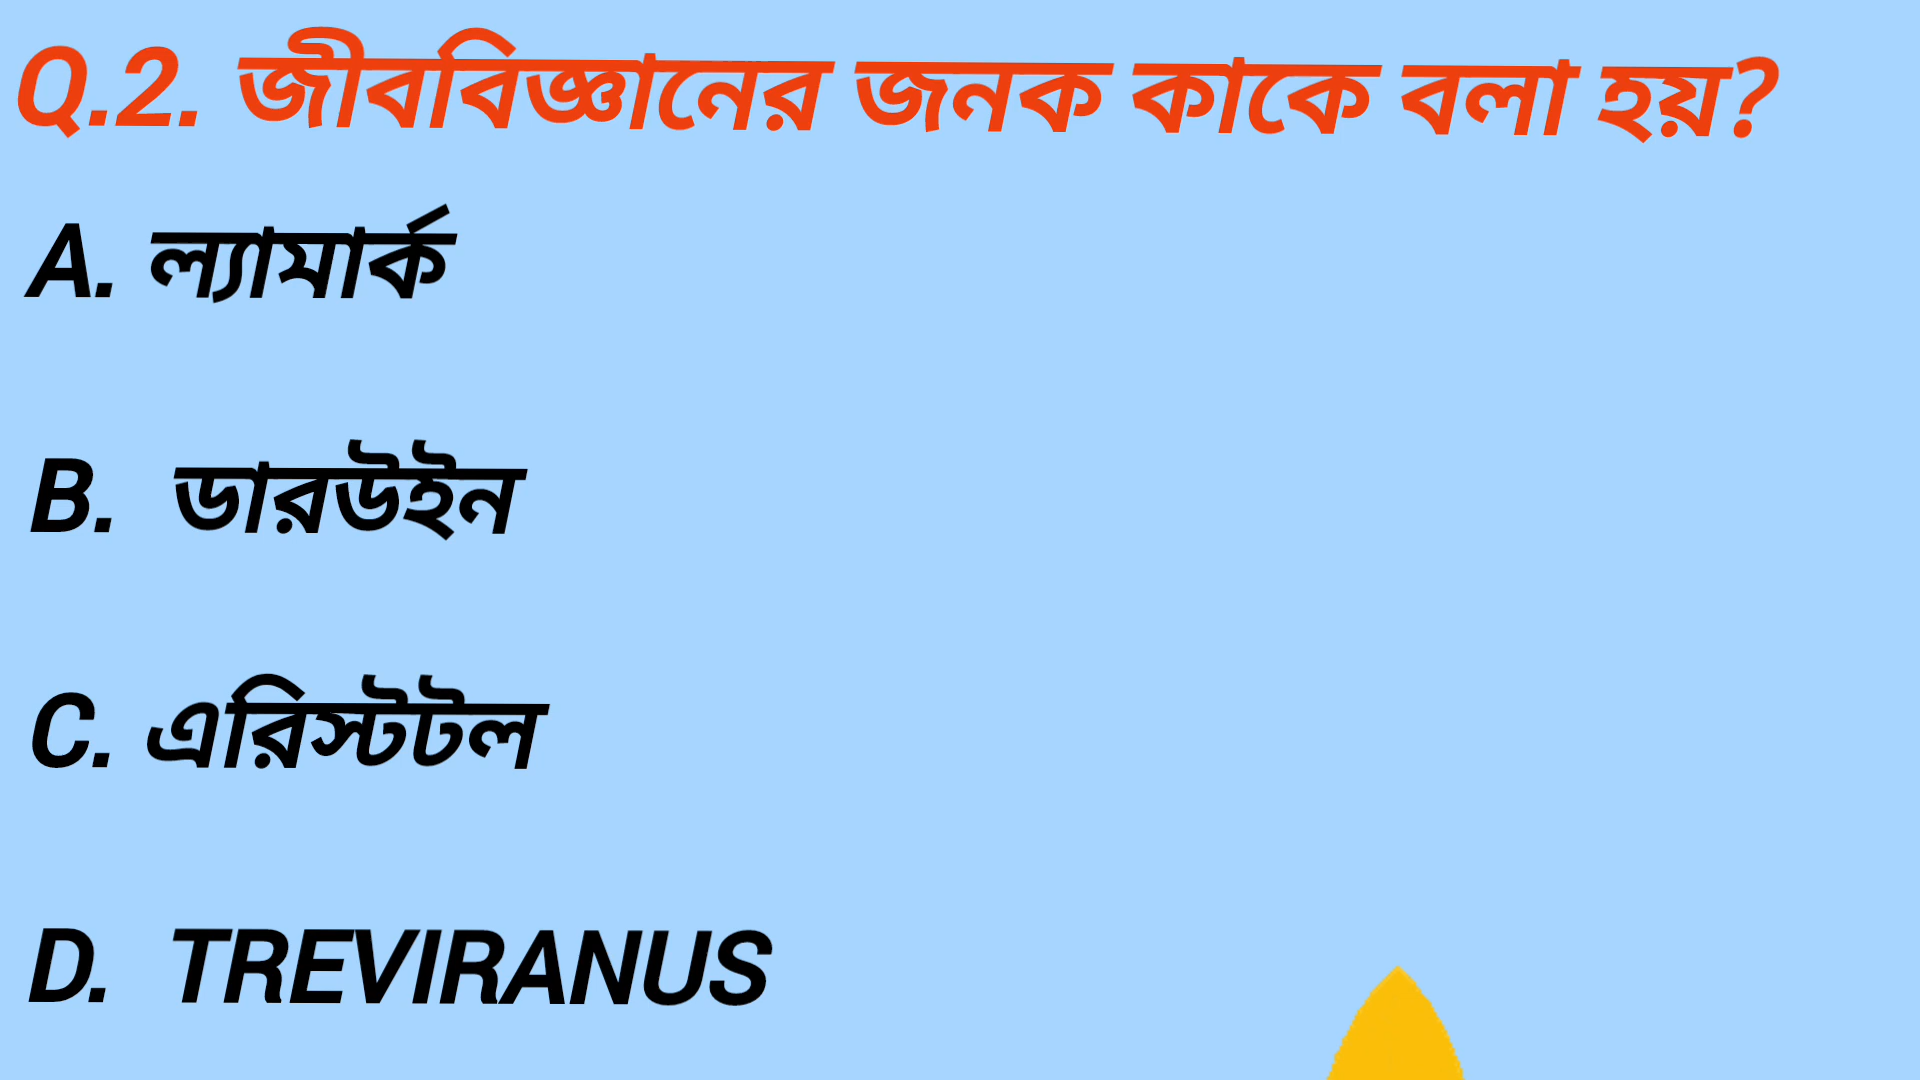 Q.2. জীববিজ্ঞানের জনক কাকে বলা হয়?
A. ল্যামার্ক
B. ডারউইন
C. এরিস্টটল
D. TREVIRANUS